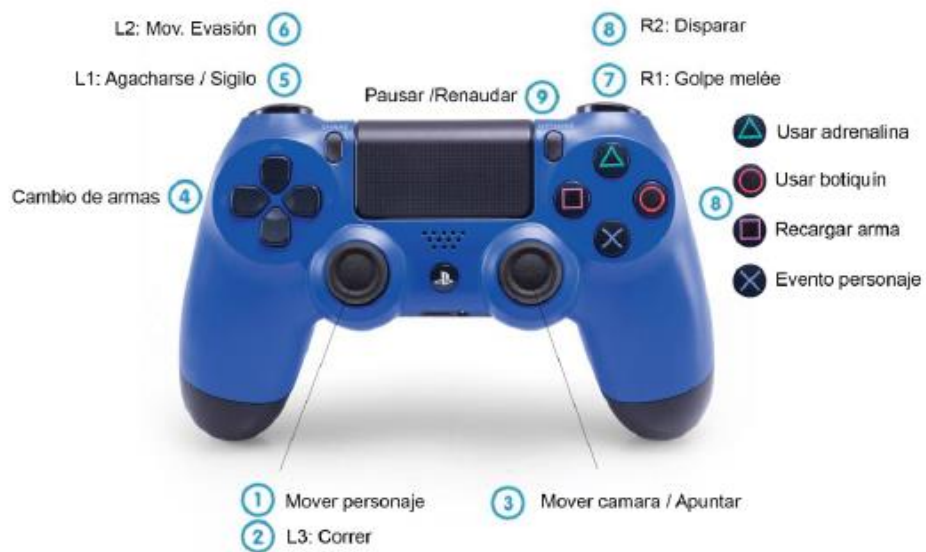 L2: Mov. Evasión 6
8 R2: Disparar
L1: Agacharse / Sigilo 5
7 R1: Golpe melèe
Pausar /Renaudar 9
Usar adrenalina
Cambio de armas 4
8
Usar botiquín
Recargar arma
Evento personaje
1 Mover personaje
3 Mover camara / Apuntar
2 L3: Correr